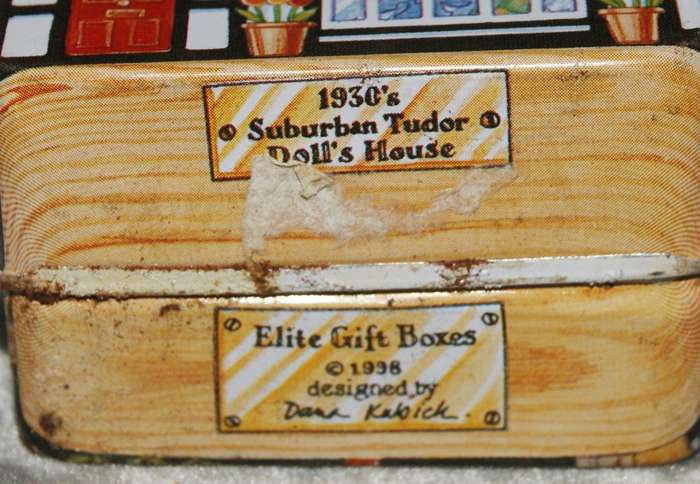 1930's
Suburban Tudor
Doll's House
Elite Gift Boxes
© 1998
designed by
Dana Kubick